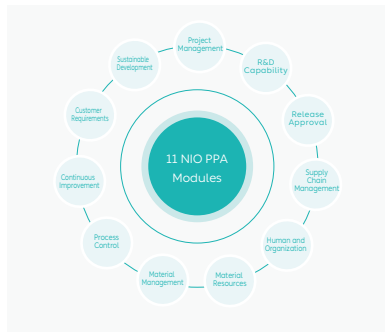 11 NIO PPA
Modules
Project
Management
R&D
Capability
Release
Approval
Supply
Chain
Management
Human and
Organization
Material
Resources
Material
Management
Process
Control
Continuous
Improvement
Customer
Requirements
Sustainable
Development